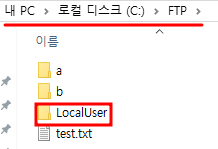 내 PC > 로컬 디스크 (C:) > FTP >
이름
a
b
LocalUser
test.txt